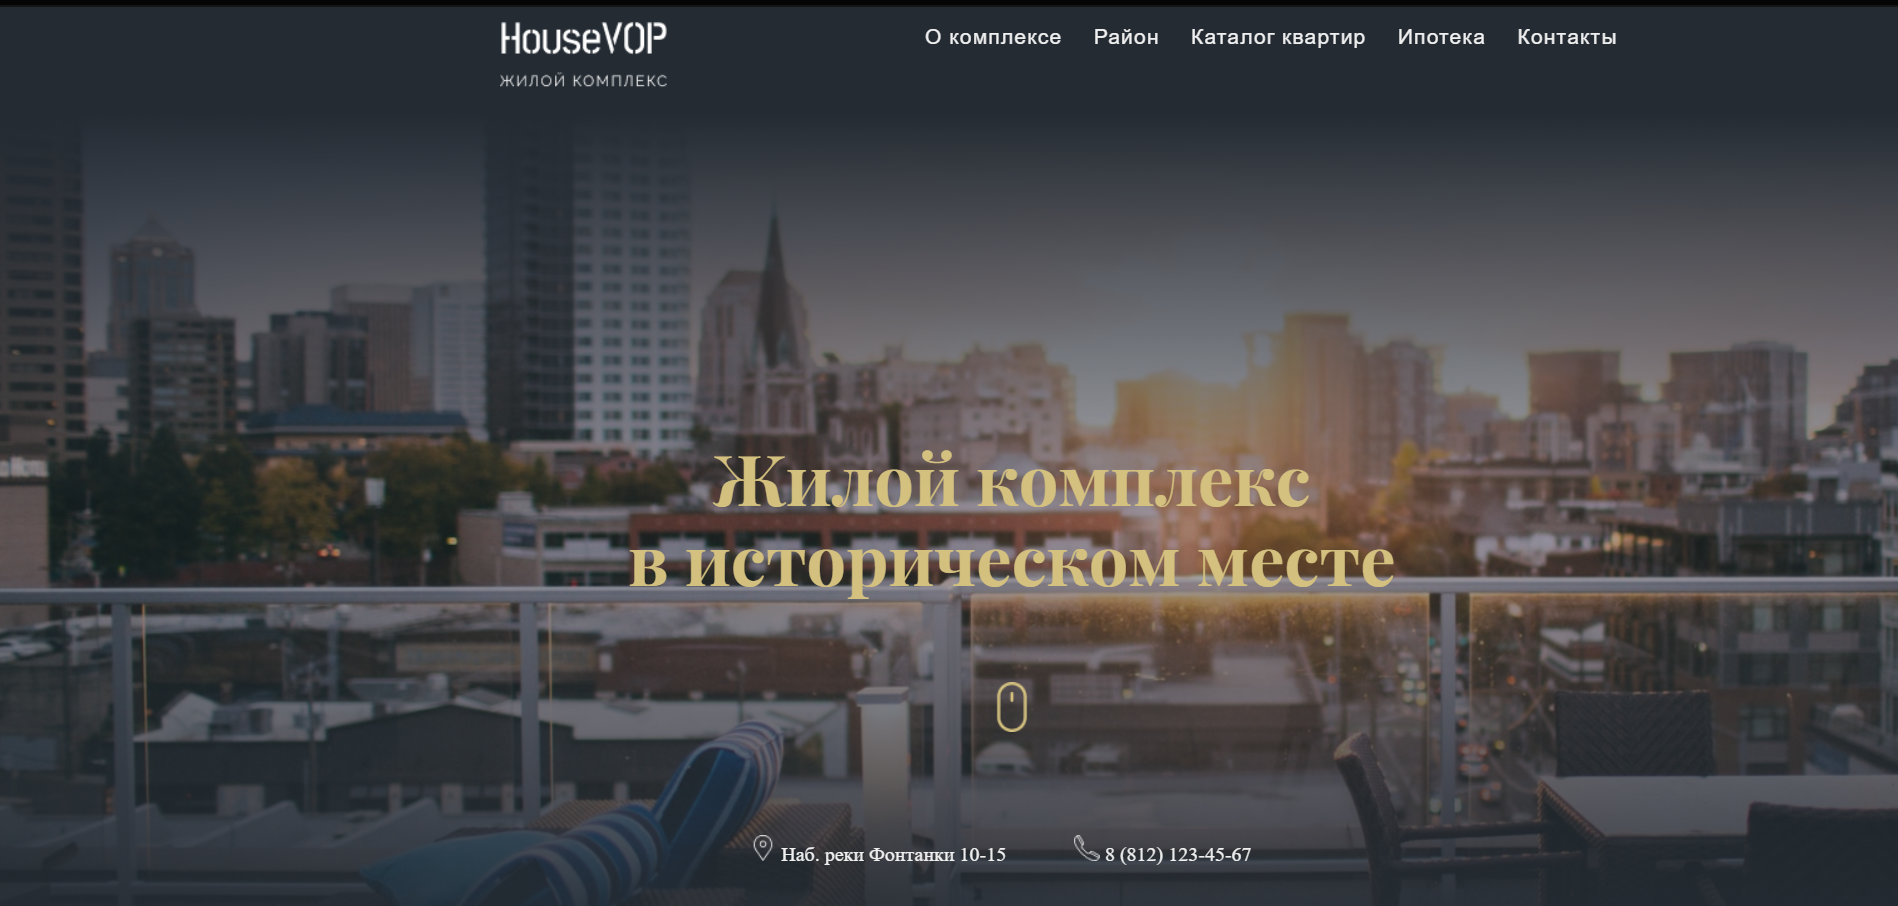 HouseVOP
ЖИЛОЙ КОМПЛЕКС
О комплексе Район Каталог квартир Ипотека Контакты
Жилой комплекс
в историческом месте
Наб. реки Фонтанки 10-15 8 (812) 123-45-67